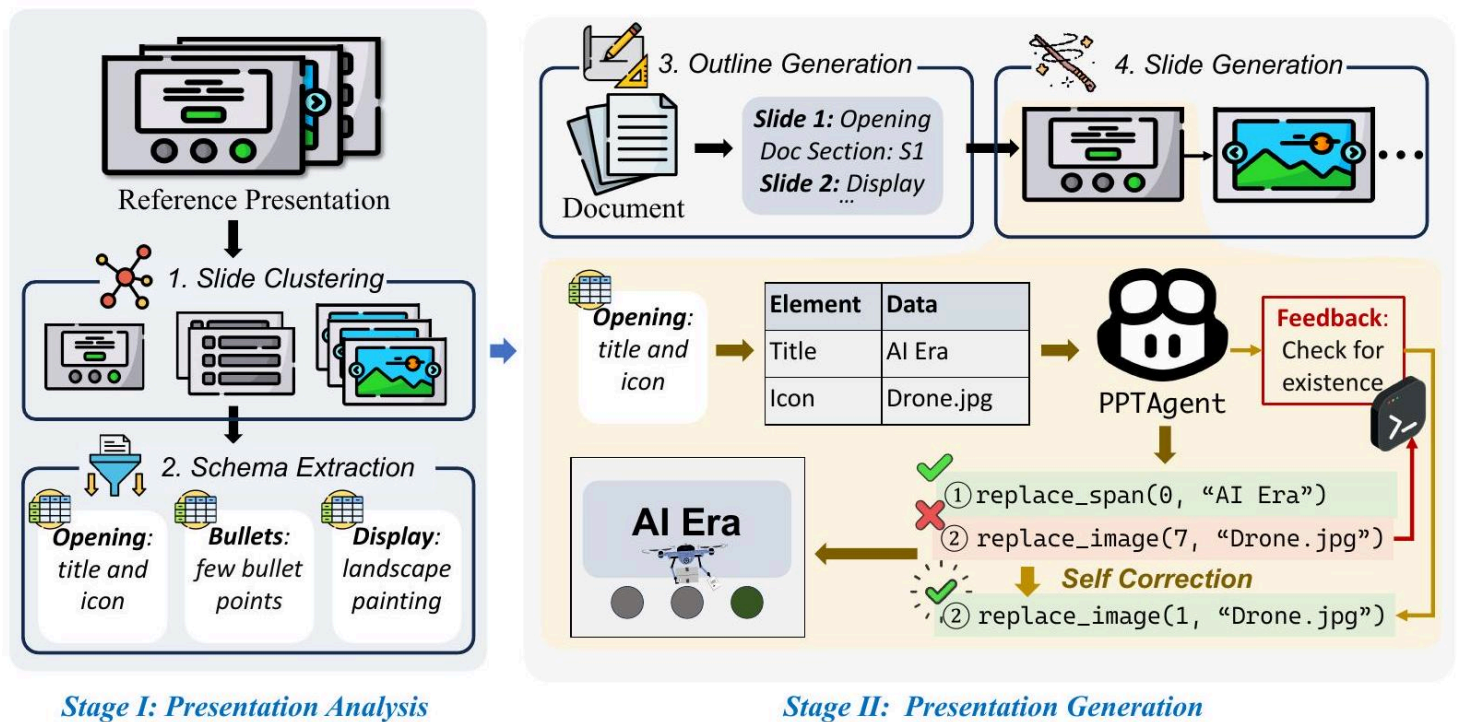 Reference Presentation
1. Slide Clustering
2. Schema Extraction
Opening:
title and
icon
Bullets:
few bullet
points
Display:
landscape
painting
Stage I: Presentation Analysis
3. Outline Generation
Document
Slide 1: Opening
Doc Section: S1
Slide 2: Display
...
4. Slide Generation
Opening:
title and
icon
Element Data
Title AI Era
Icon Drone.jpg
PPTAgent
Feedback:
Check for
existence
① replace_span(0, “AI Era”)
② replace_image(7, “Drone.jpg”)
Self Correction
② replace_image(1, “Drone.jpg”)
AI Era
Stage II: Presentation Generation